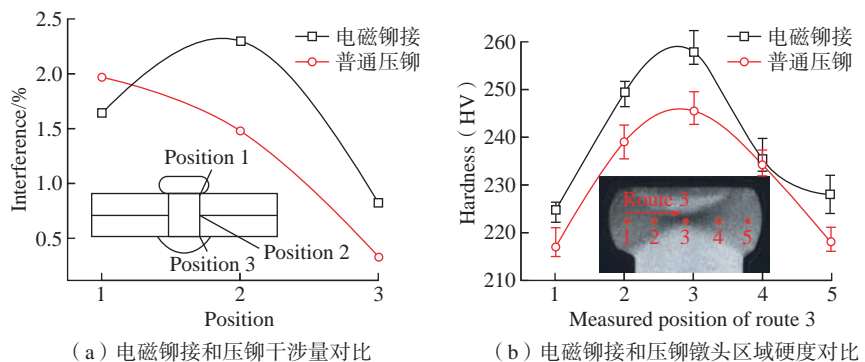 2.5%
2.0
1.5
1.0
0.5
Interference/%
电磁铆接
普通压铆
Position 1
Position 2
Position 3
1
2
3
Position
（a）电磁铆接和压铆干涉量对比
260
250
240
230
220
210
Hardness（HV）
电磁铆接
普通压铆
Route 3
1 2 3 4 5
1
2
3
4
5
Measured position of route 3
（b）电磁铆接和压铆镦头区域硬度对比